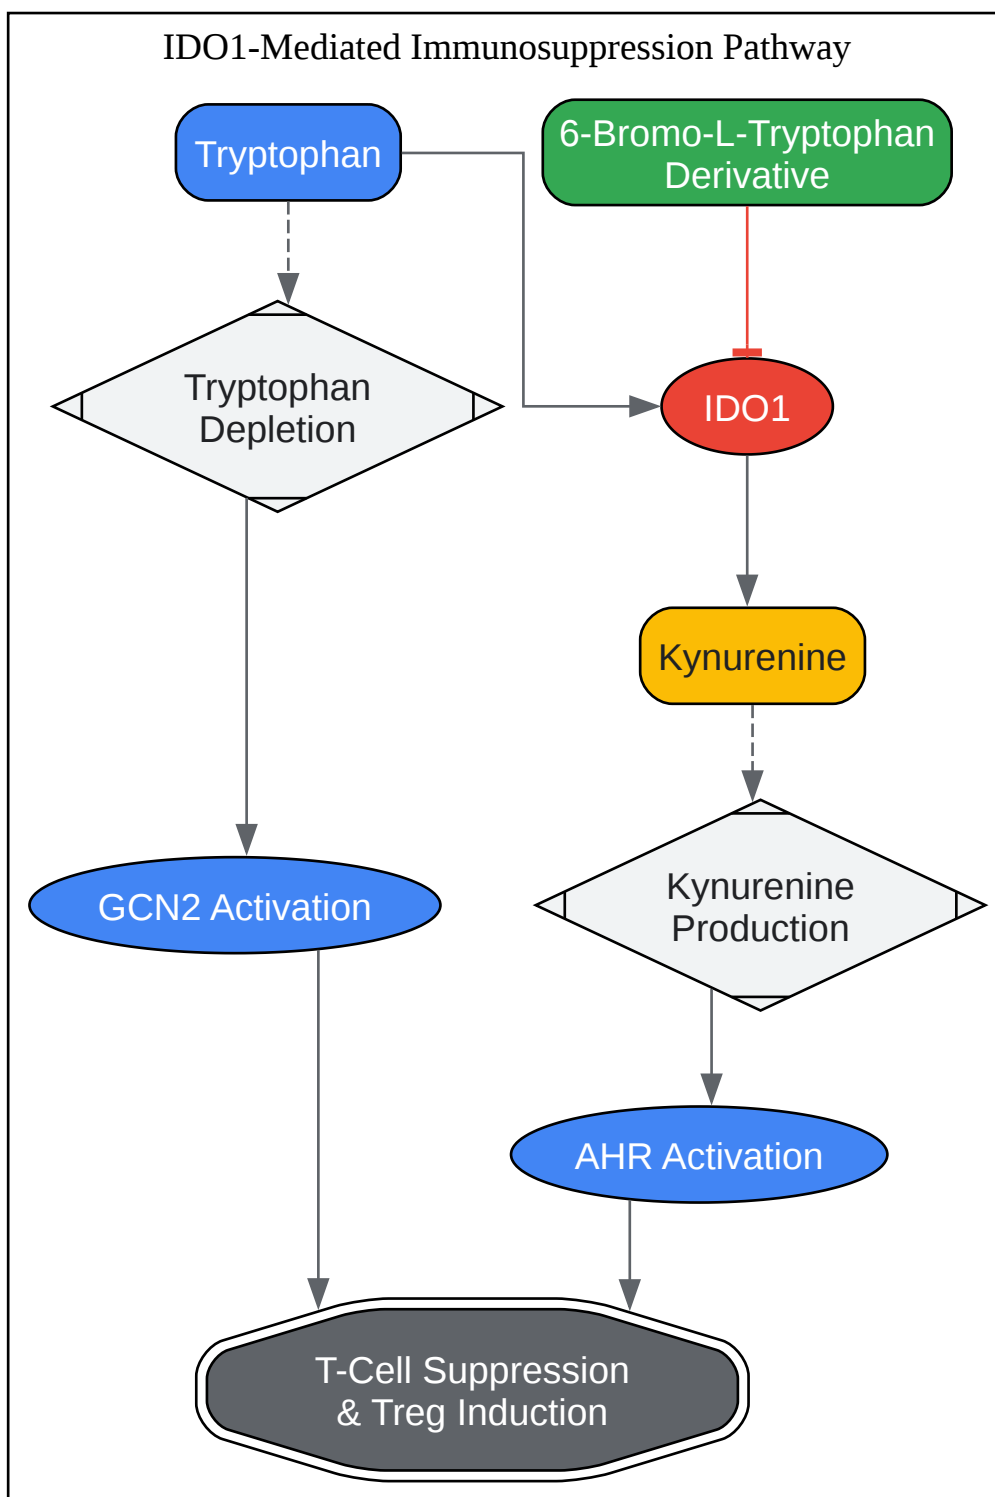 IDO1-Mediated Immunosuppression Pathway
Tryptophan
6-Bromo-L-Tryptophan
Derivative
Tryptophan
Depletion
IDO1
Kynurenine
GCN2 Activation
Kynurenine
Production
AHR Activation
T-Cell Suppression
& Treg Induction